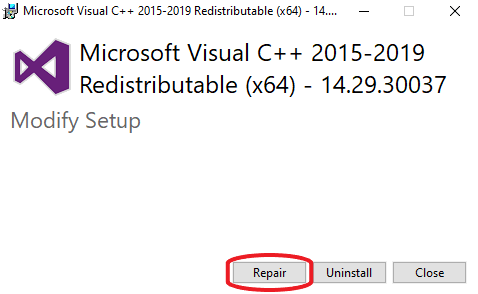 Microsoft Visual C++ 2015-2019 Redistributable (x64) - 14....
Microsoft Visual C++ 2015-2019
Redistributable (x64) - 14.29.30037
Modify Setup
Repair Uninstall Close